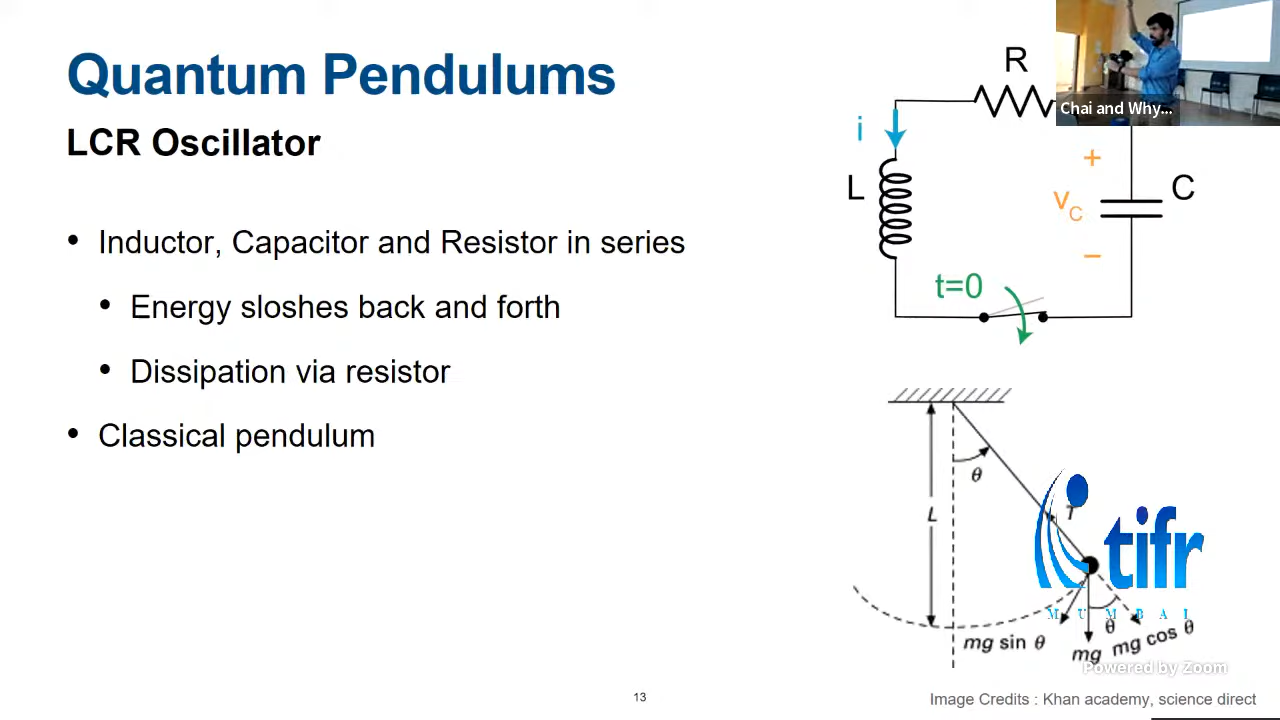 Quantum Pendulums
LCR Oscillator
• Inductor, Capacitor and Resistor in series
• Energy sloshes back and forth
• Dissipation via resistor
• Classical pendulum
R
Chai and Why...
i
+
L
vC
C
−
t=0
θ
L
T
tifr
MUMBAI
θ
mg sin θ
mg
mg cos θ
Powered by Zoom
13
Image Credits : Khan academy, science direct